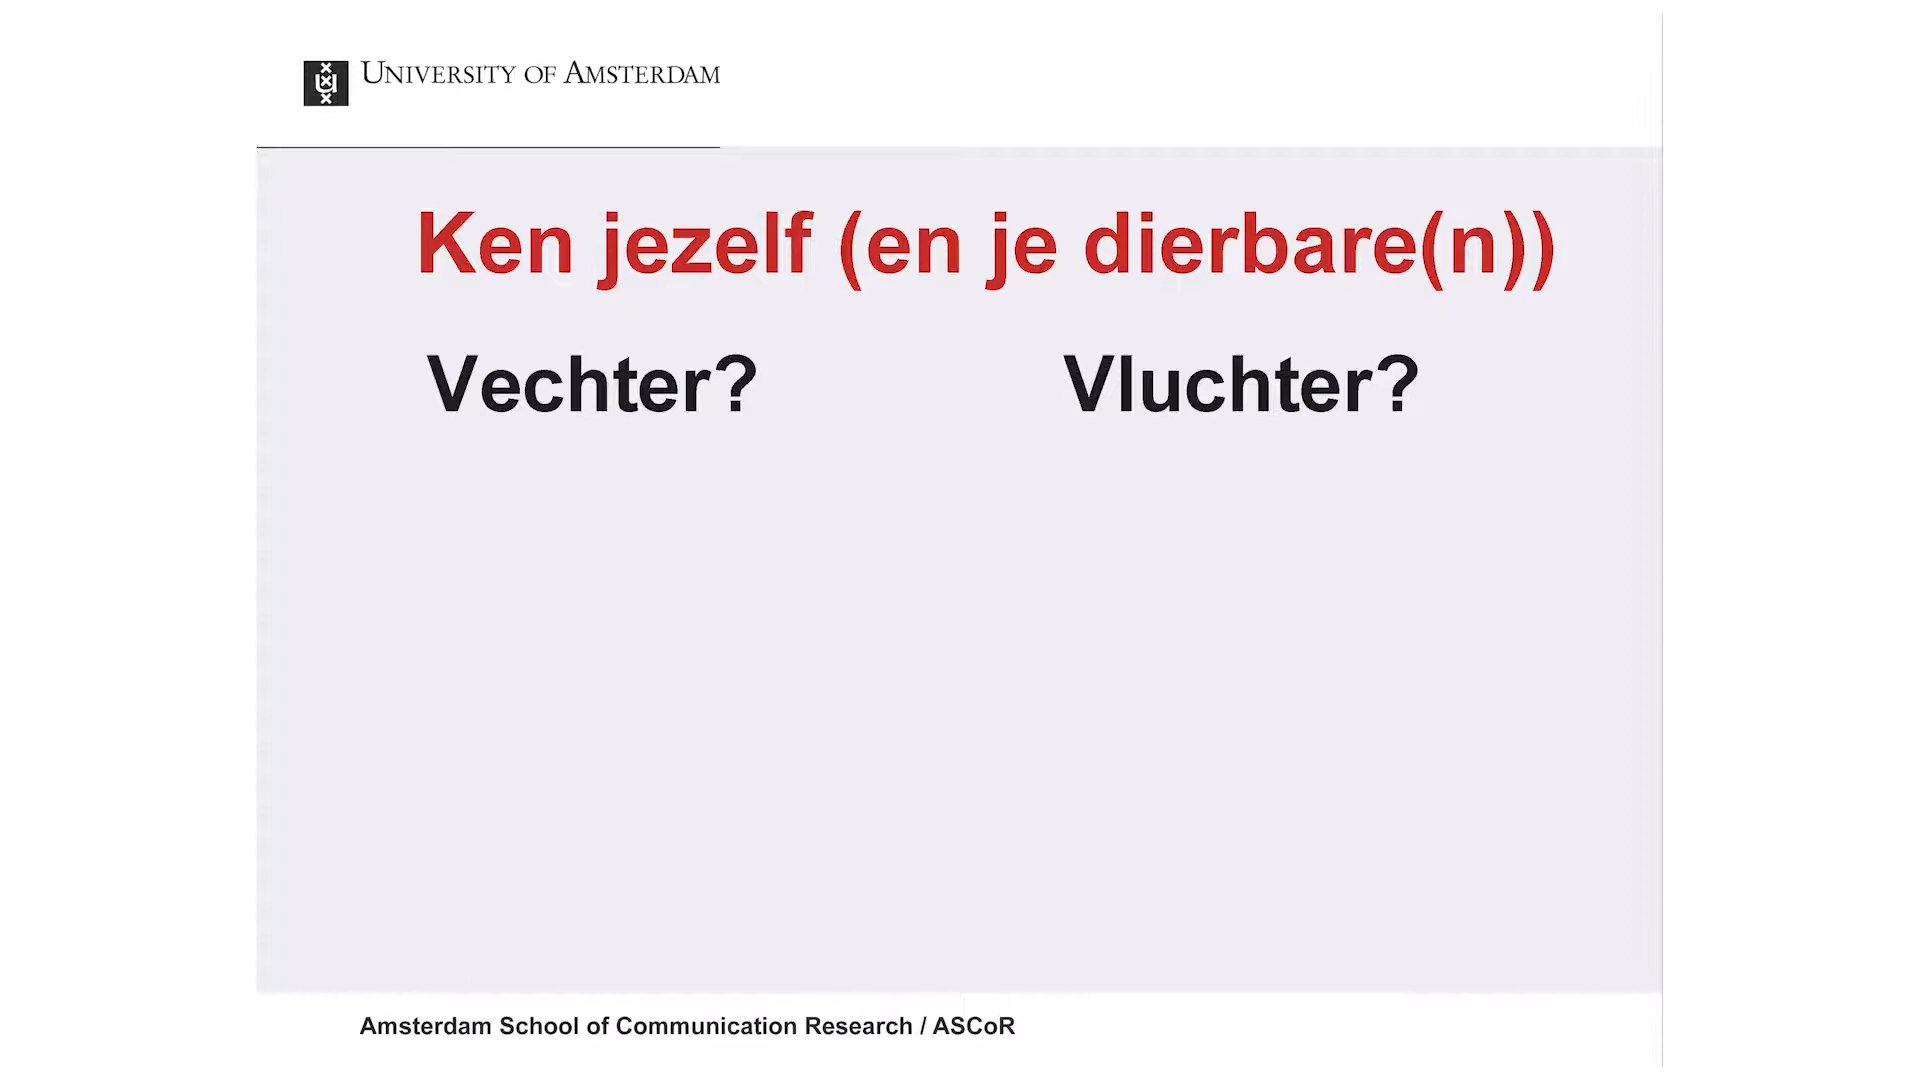 University of Amsterdam
Ken jezelf (en je dierbare(n))
Vechter? Vluchter?
Amsterdam School of Communication Research / ASCoR